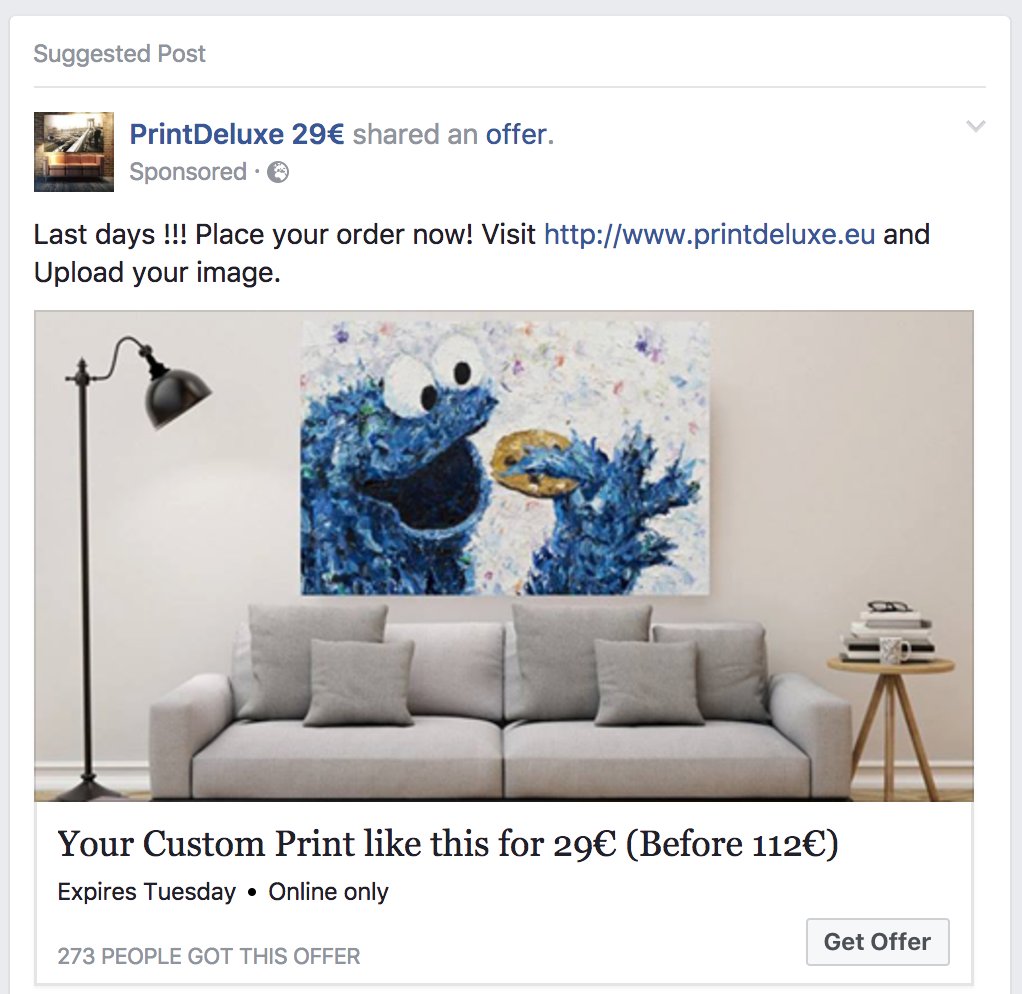 Suggested Post
PrintDeluxe 29€ shared an offer.
Sponsored ·
Last days !!! Place your order now! Visit http://www.printdeluxe.eu and
Upload your image.
Your Custom Print like this for 29€ (Before 112€)
Expires Tuesday • Online only
273 PEOPLE GOT THIS OFFER
Get Offer